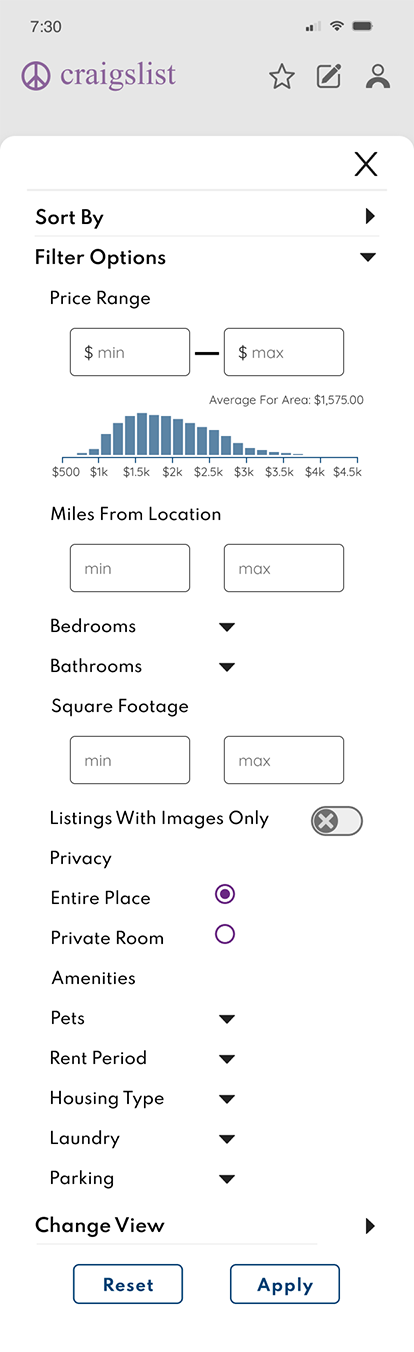 7:30
craigslist
X
Sort By
Filter Options
Price Range
$ min
$ max
Average For Area: $1,575.00
$500 $1k $1.5k $2k $2.5k $3k $3.5k $4k $4.5k
Miles From Location
min
max
Bedrooms
Bathrooms
Square Footage
min
max
Listings With Images Only
Privacy
Entire Place
Private Room
Amenities
Pets
Rent Period
Housing Type
Laundry
Parking
Change View
Reset
Apply